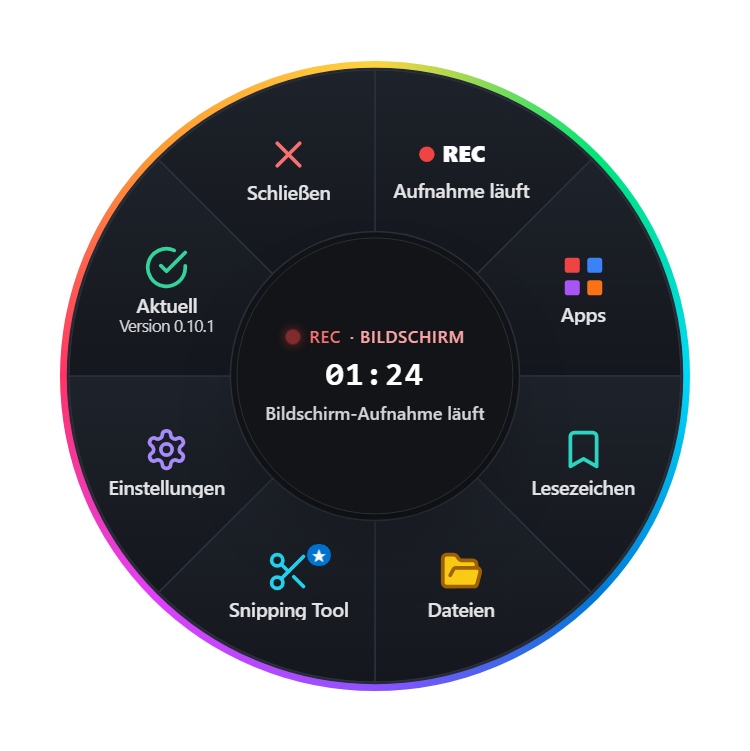 Schließen
REC
Aufnahme läuft
Aktuell
Version 0.10.1
Apps
REC · BILDSCHIRM
01:24
Bildschirm-Aufnahme läuft
Einstellungen
Lesezeichen
Snipping Tool
Dateien